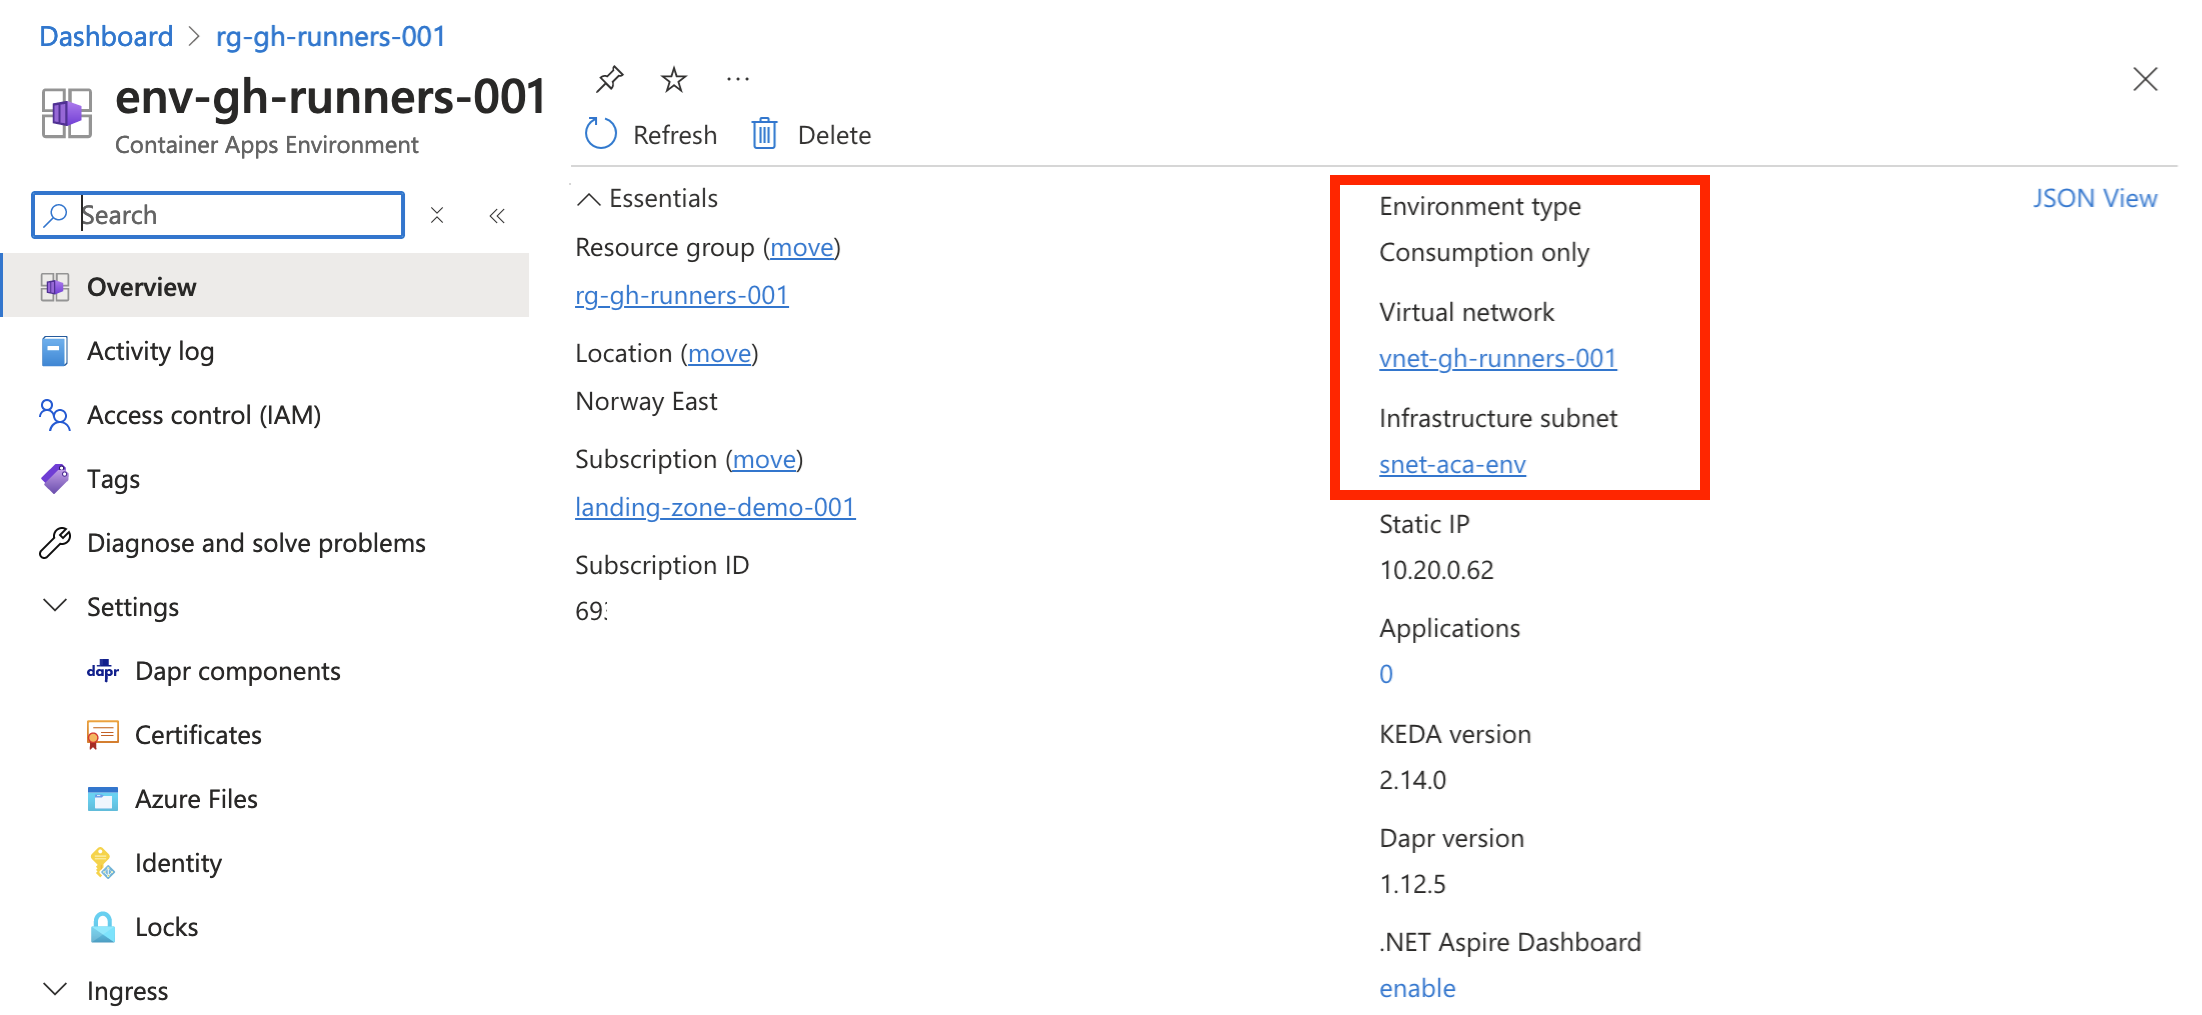 Dashboard > rg-gh-runners-001
env-gh-runners-001
Container Apps Environment
Search
Overview
Activity log
Access control (IAM)
Tags
Diagnose and solve problems
Settings
dapr Dapr components
Certificates
Azure Files
Identity
Locks
Ingress
...
Refresh
Delete
Essentials
JSON View
Resource group (move)
rg-gh-runners-001
Location (move)
Norway East
Subscription (move)
landing-zone-demo-001
Subscription ID
Environment type
Consumption only
Virtual network
vnet-gh-runners-001
Infrastructure subnet
snet-aca-env
Static IP
10.20.0.62
Applications
0
KEDA version
2.14.0
Dapr version
1.12.5
.NET Aspire Dashboard
enable